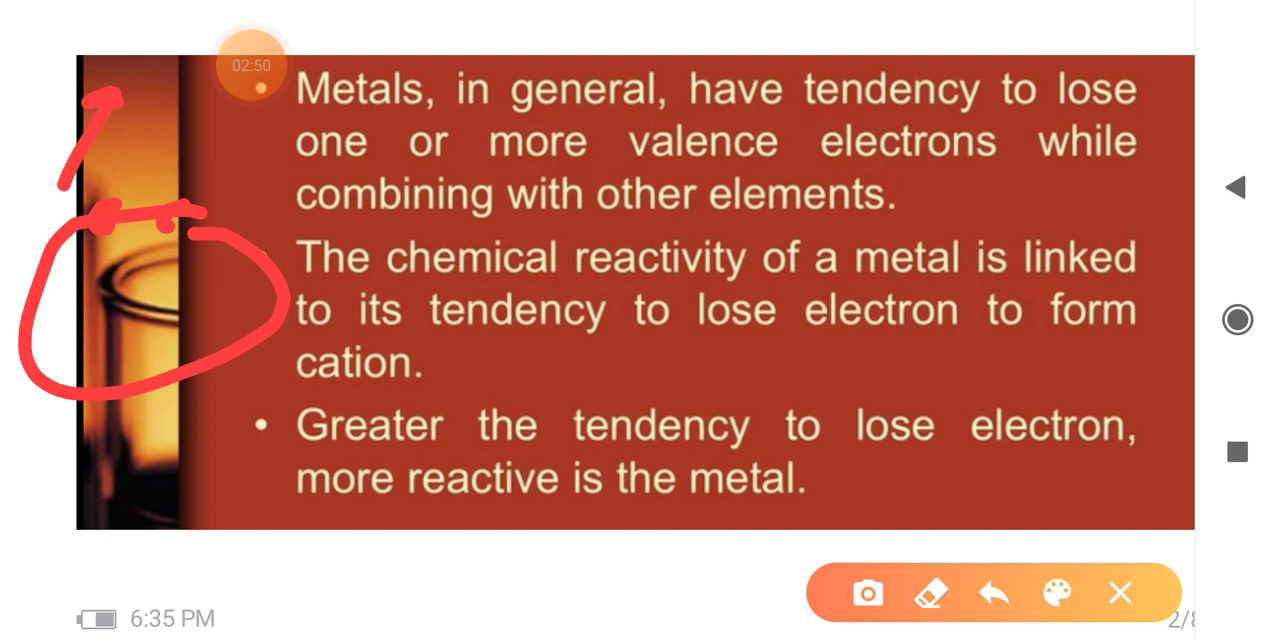 02:50
• Metals, in general, have tendency to lose
one or more valence electrons while
combining with other elements.
The chemical reactivity of a metal is linked
to its tendency to lose electron to form
cation.
• Greater the tendency to lose electron,
more reactive is the metal.
6:35 PM